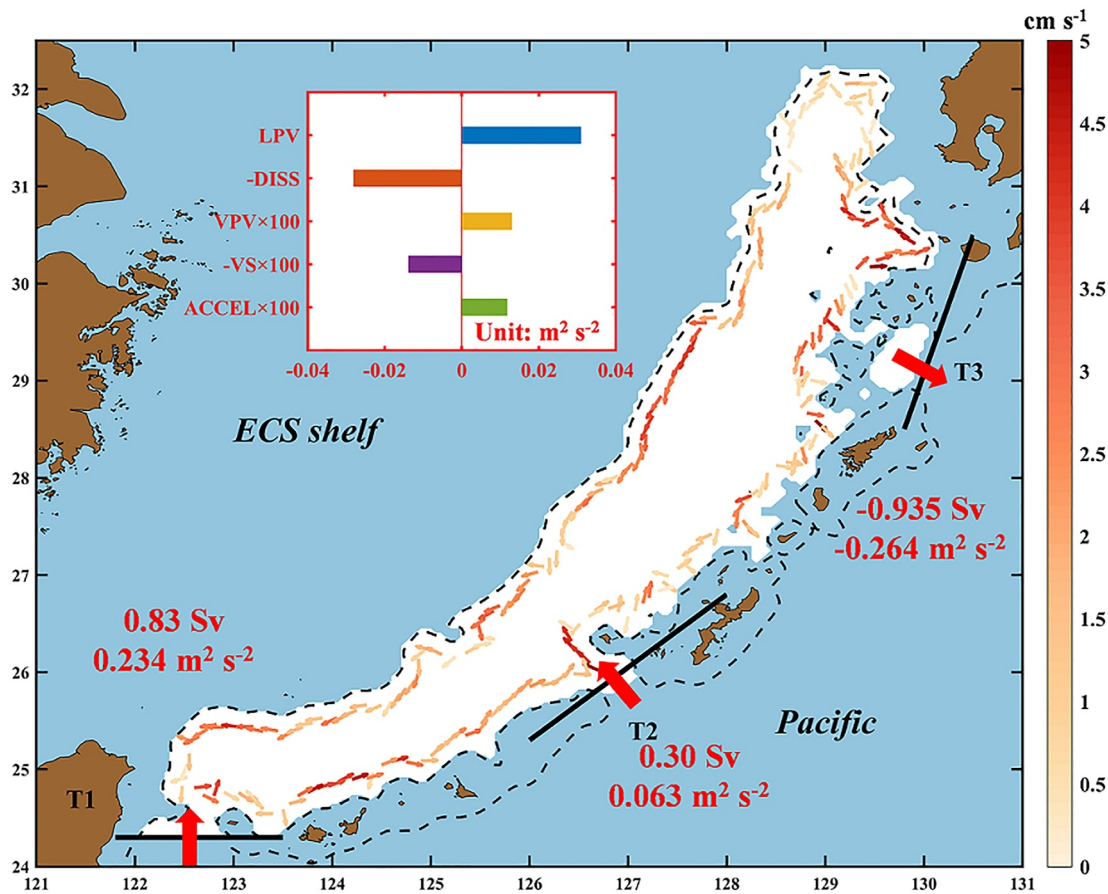 cm s⁻¹
5
4.5
4
3.5
3
2.5
2
1.5
1
0.5
0
32
31
30
29
28
27
26
25
24
121 122 123 124 125 126 127 128 129 130 131
LPV
-DISS
VPV×100
-VS×100
ACCEL×100
Unit: m² s⁻²
-0.04 -0.02 0 0.02 0.04
ECS shelf
T3
-0.935 Sv
-0.264 m² s⁻²
0.83 Sv
0.234 m² s⁻²
Pacific
T2
0.30 Sv
0.063 m² s⁻²
T1